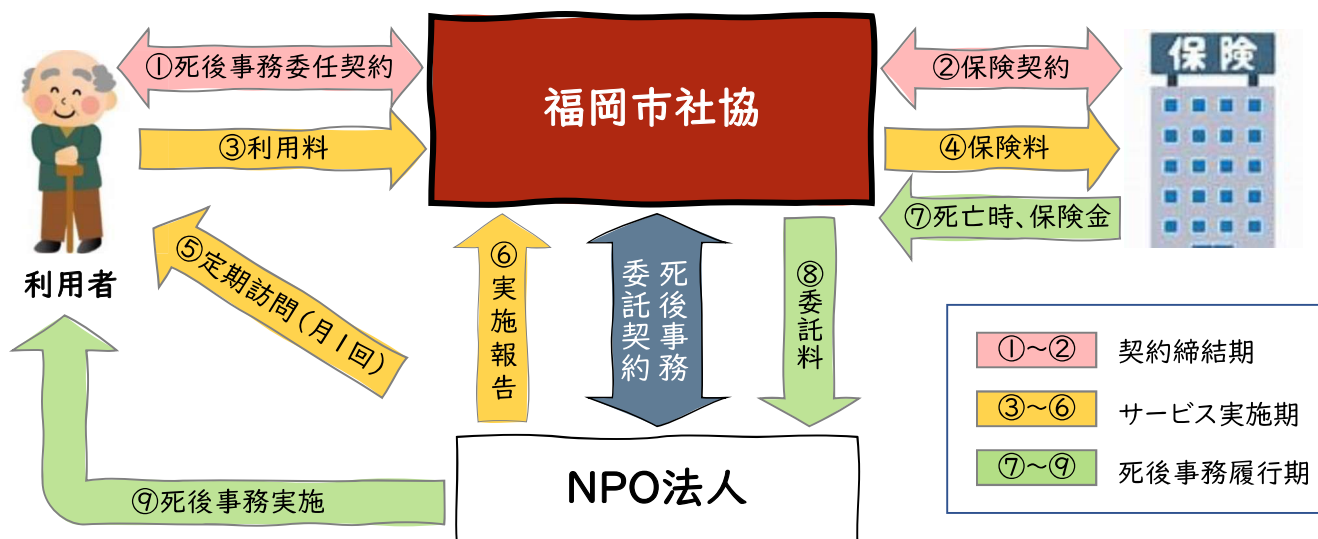 ①死後事務委任契約
福岡市社協
②保険契約
保険
③利用料
④保険料
⑦死亡時、保険金
利用者
⑤定期訪問(月1回)
⑥実施報告
死後事務
委託契約
⑧委託料
①～② 契約締結期
③～⑥ サービス実施期
⑦～⑨ 死後事務履行期
NPO法人
⑨死後事務実施